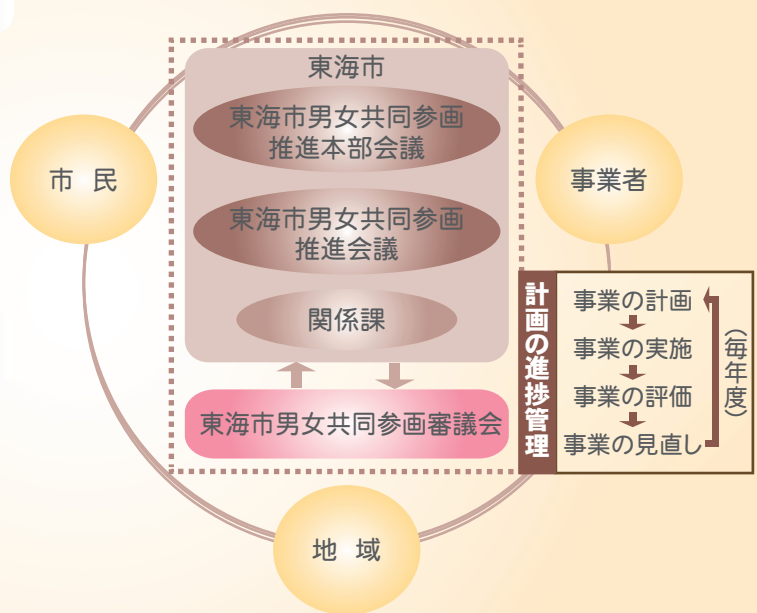 東海市
東海市男女共同参画
推進本部会議
市 民
事業者
東海市男女共同参画
推進会議
関係課
東海市男女共同参画審議会
計画の進捗管理
事業の計画
事業の実施
事業の評価
事業の見直し
（毎年度）
地 域